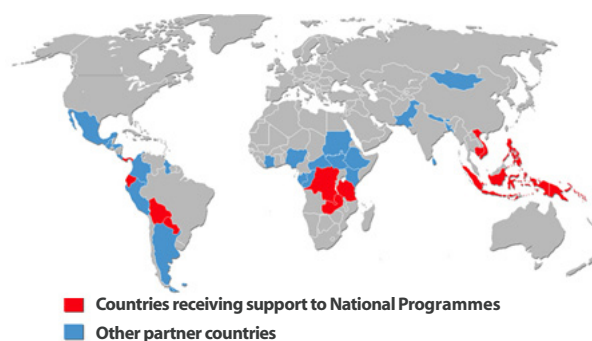 Countries receiving support to National Programmes
Other partner countries